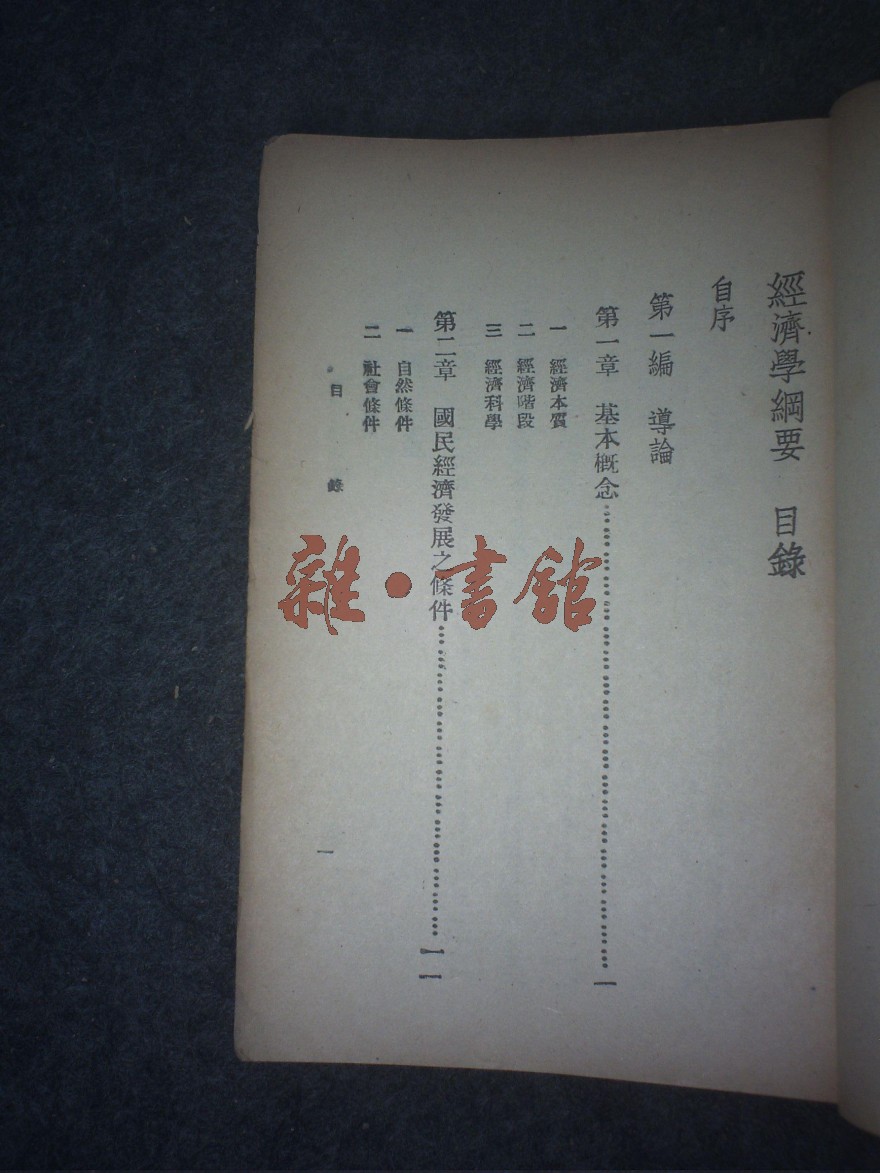 經濟學綱要 目錄
自序
第一編 導論
第一章 基本概念……………………一
一 經濟本質
二 經濟階段
三 經濟科學
第二章 國民經濟發展之條件……………………一一
一 自然條件
二 社會條件
目 錄 一
雜·書館